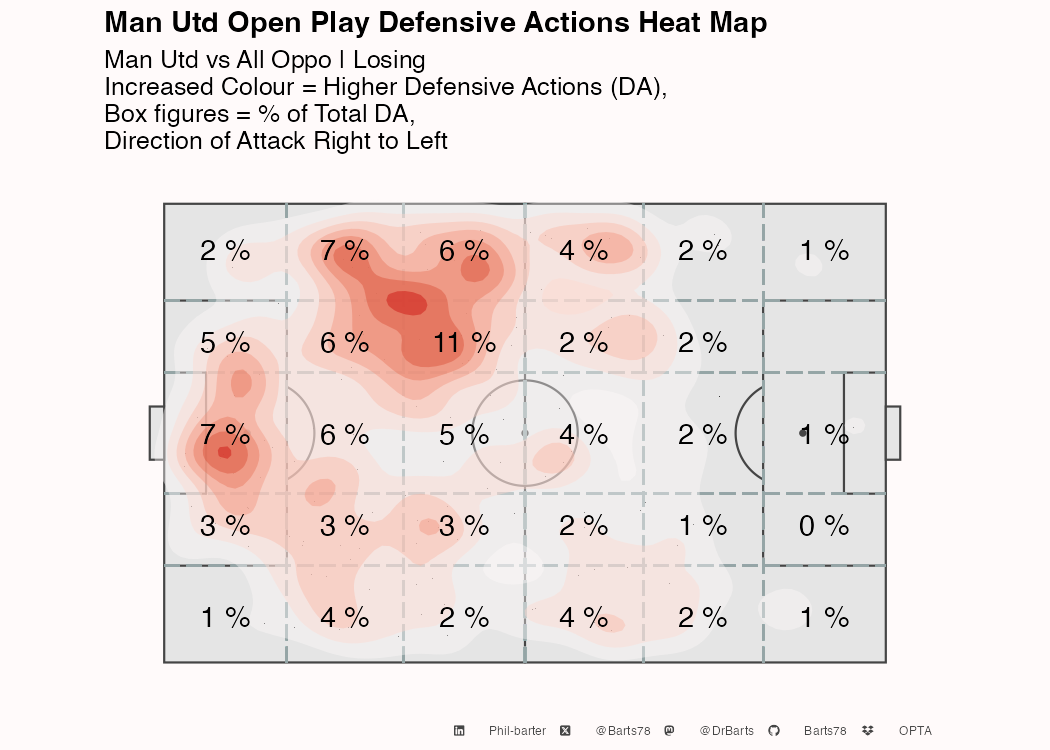 Man Utd Open Play Defensive Actions Heat Map
Man Utd vs All Oppo | Losing
Increased Colour = Higher Defensive Actions (DA),
Box figures = % of Total DA,
Direction of Attack Right to Left
2 % 7 % 6 % 4 % 2 % 1 %
5 % 6 % 11 % 2 % 2 %
7 % 6 % 5 % 4 % 2 % 1 %
3 % 3 % 3 % 2 % 1 % 0 %
1 % 4 % 2 % 4 % 2 % 1 %
Phil-barter @Barts78 @DrBarts Barts78 OPTA